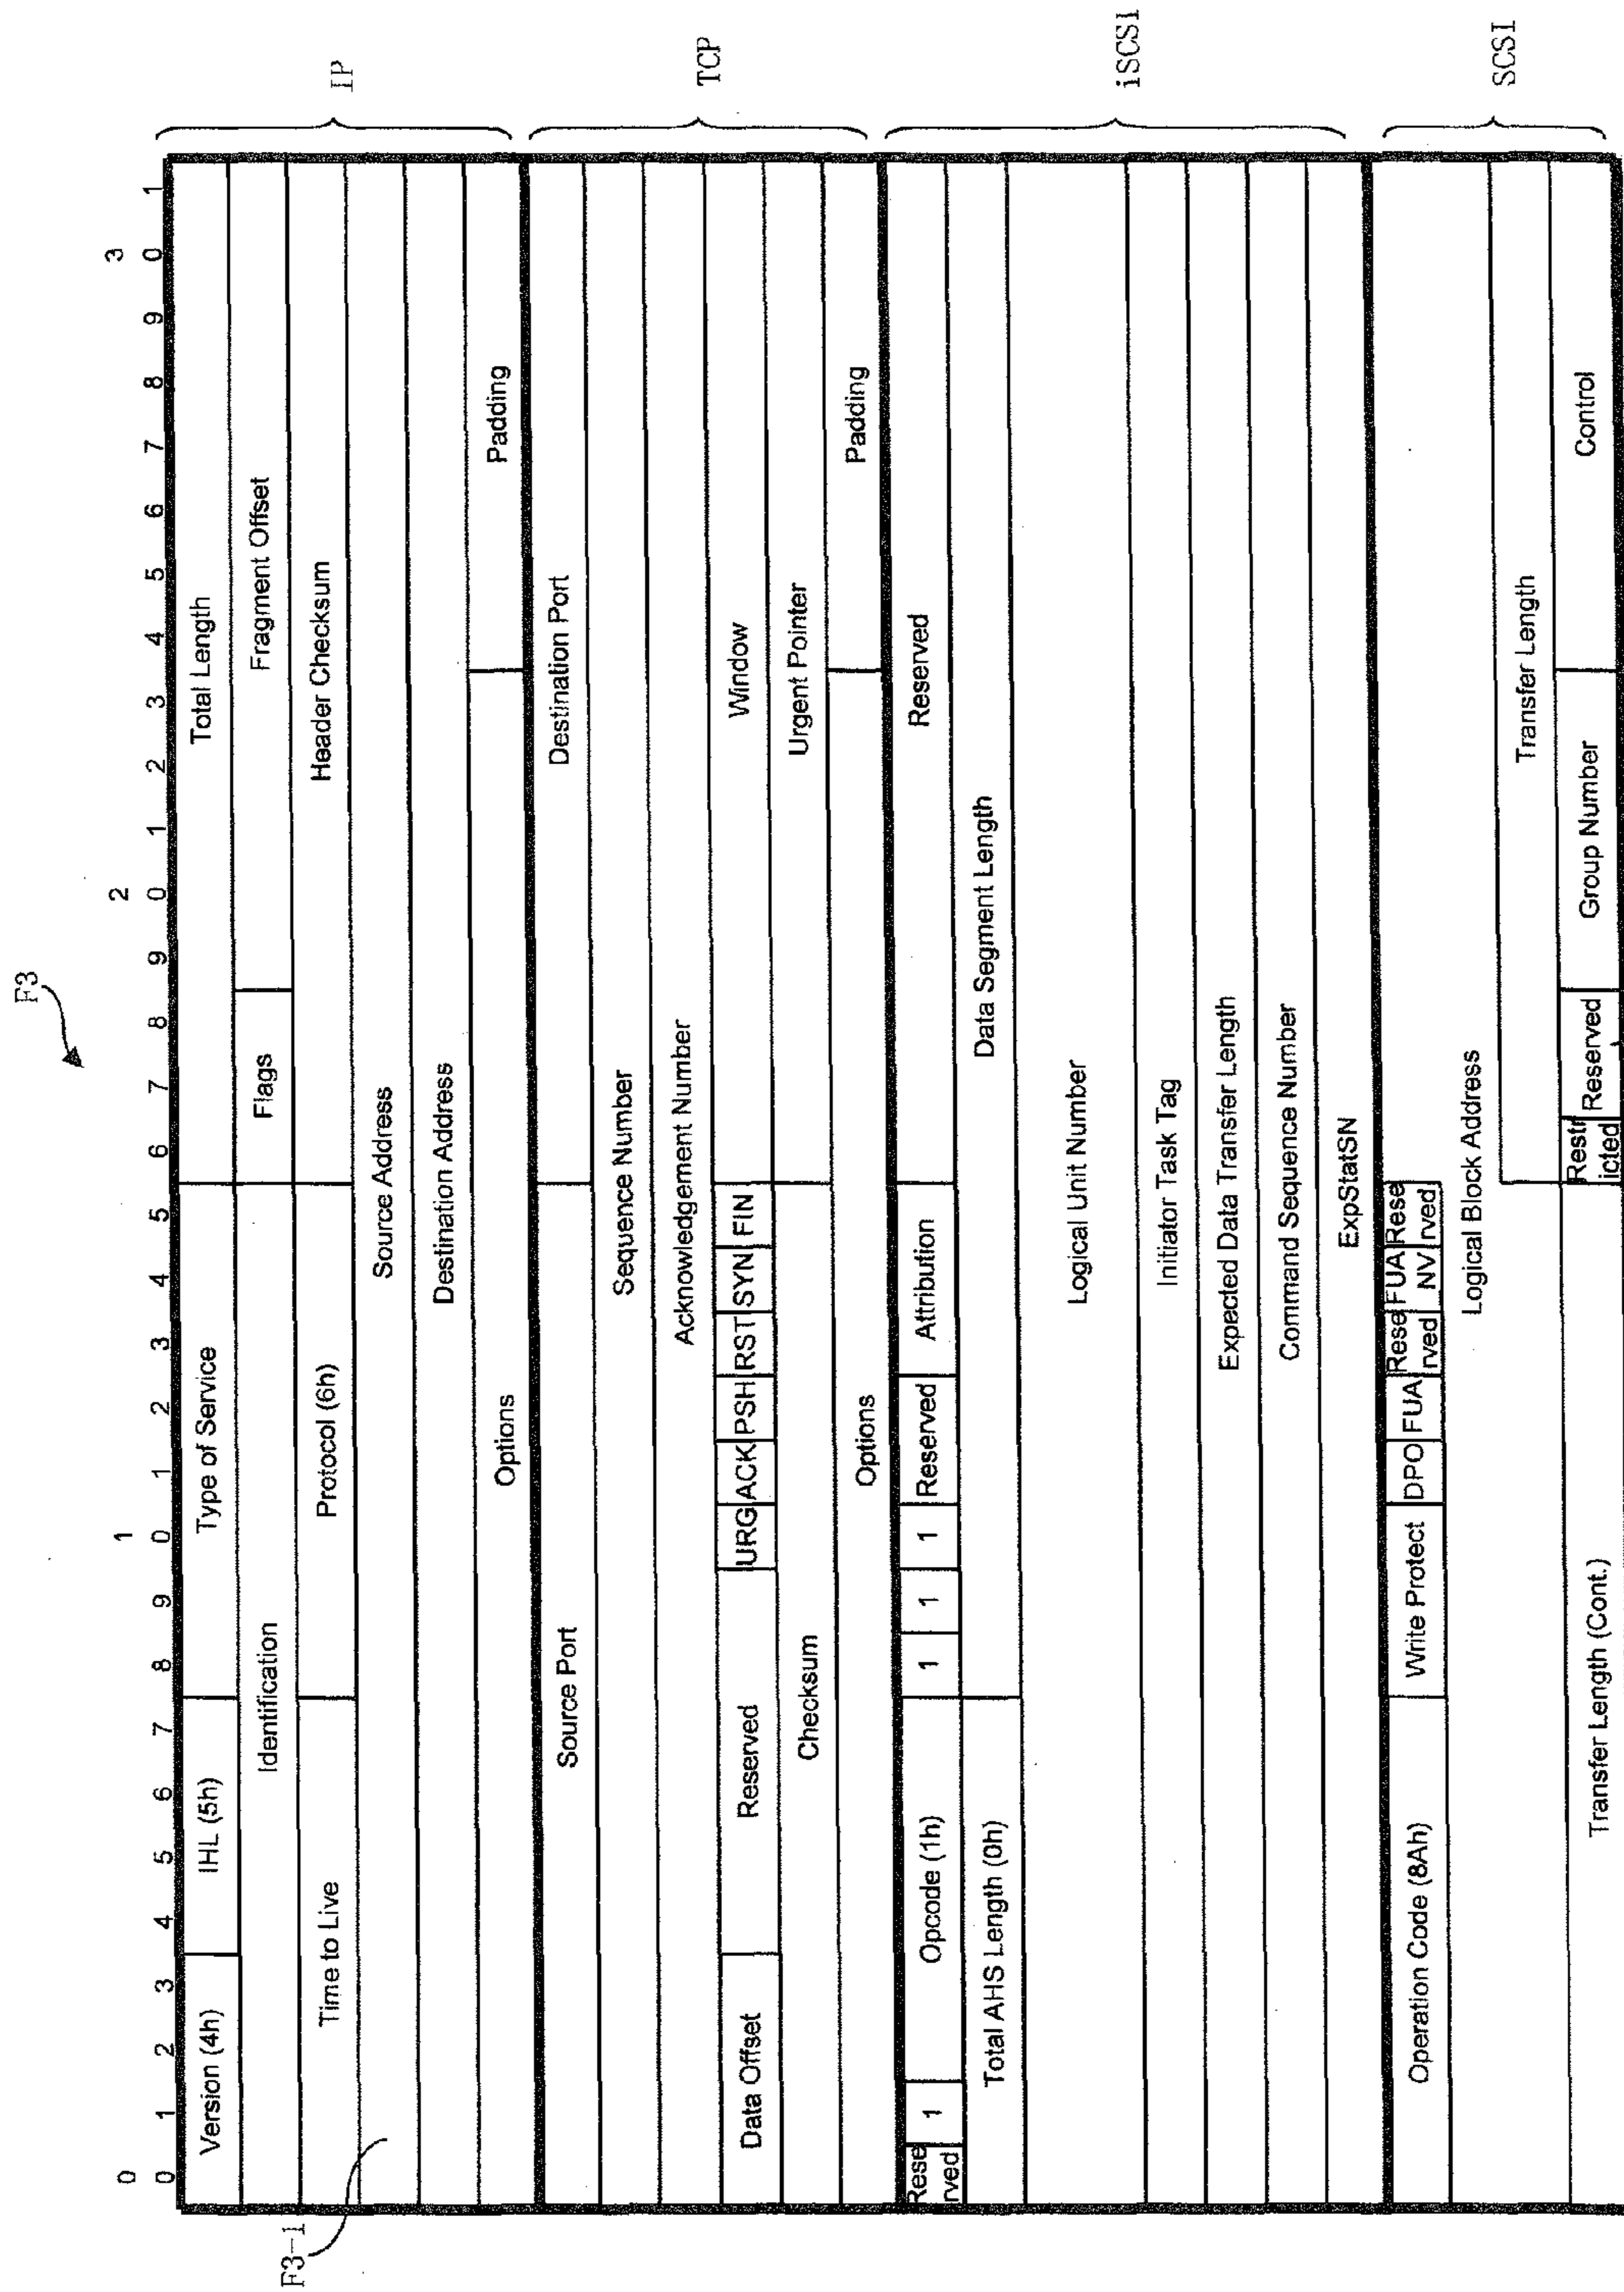 F3
0 1 2 3
0 1 2 3 4 5 6 7 8 9 0 1 2 3 4 5 6 7 8 9 0 1 2 3 4 5 6 7 8 9 0 1
Version (4h) IHL (5h) Type of Service Total Length
Identification Flags Fragment Offset
Time to Live Protocol (6h) Header Checksum
Source Address
Destination Address
Options Padding
IP
F3-1
Source Port Destination Port
Sequence Number
Acknowledgement Number
Data Offset Reserved URG ACK PSH RST SYN FIN Window
Checksum Urgent Pointer
Options Padding
TCP
Rese
rved 1 Opcode (1h) 1 1 1 Reserved Attribution Reserved
Total AHS Length (0h) Data Segment Length
Logical Unit Number
Initiator Task Tag
Expected Data Transfer Length
Command Sequence Number
ExpStatSN
iSCSI
Operation Code (8Ah) Write Protect DPO FUA Rese
rved FUA
NV Rese
rved
Logical Block Address
Transfer Length
Transfer Length (Cont.) Restr
icted Reserved Group Number Control
SCSI